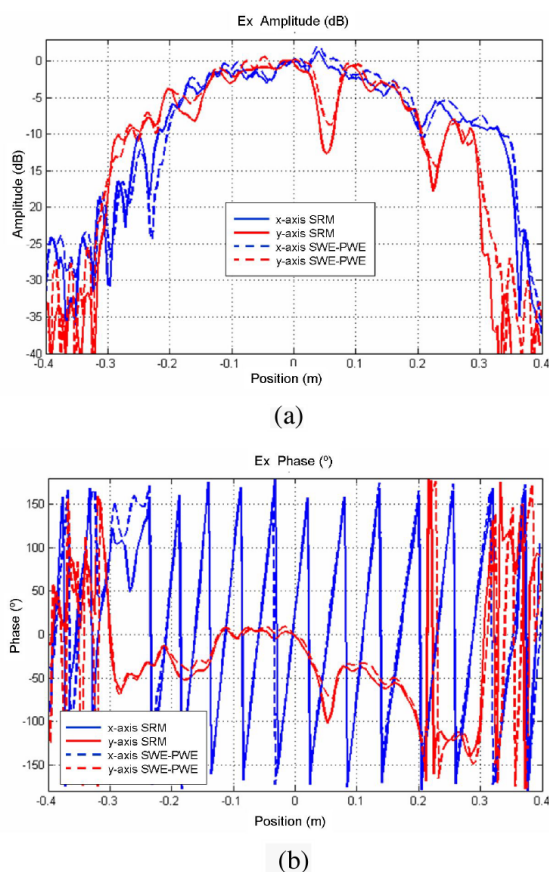 Ex Amplitude (dB)
0
-5
-10
-15
-20
-25
-30
-35
-40
Amplitude (dB)
x-axis SRM
y-axis SRM
x-axis SWE-PWE
y-axis SWE-PWE
-0.4 -0.3 -0.2 -0.1 0 0.1 0.2 0.3 0.4
Position (m)
(a)
Ex Phase (º)
150
100
50
0
-50
-100
-150
Phase (º)
x-axis SRM
y-axis SRM
x-axis SWE-PWE
y-axis SWE-PWE
-0.4 -0.3 -0.2 -0.1 0 0.1 0.2 0.3 0.4
Position (m)
(b)